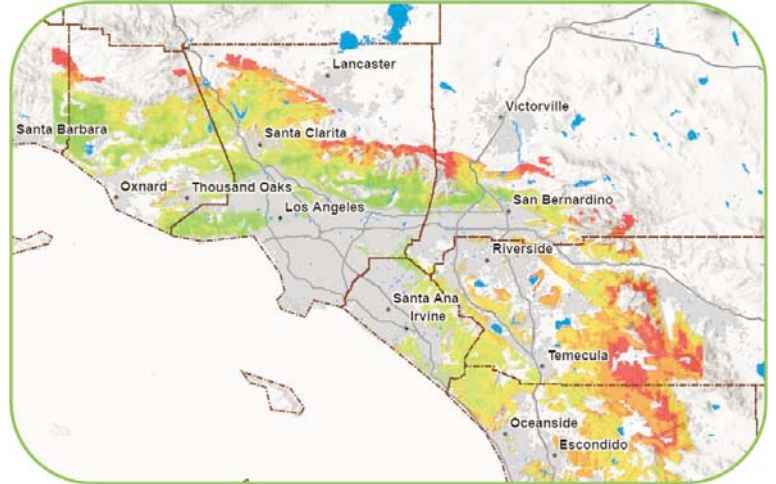 Lancaster
Victorville
Santa Barbara
Santa Clarita
Oxnard
Thousand Oaks
San Bernardino
Los Angeles
Riverside
Santa Ana
Irvine
Temecula
Oceanside
Escondido